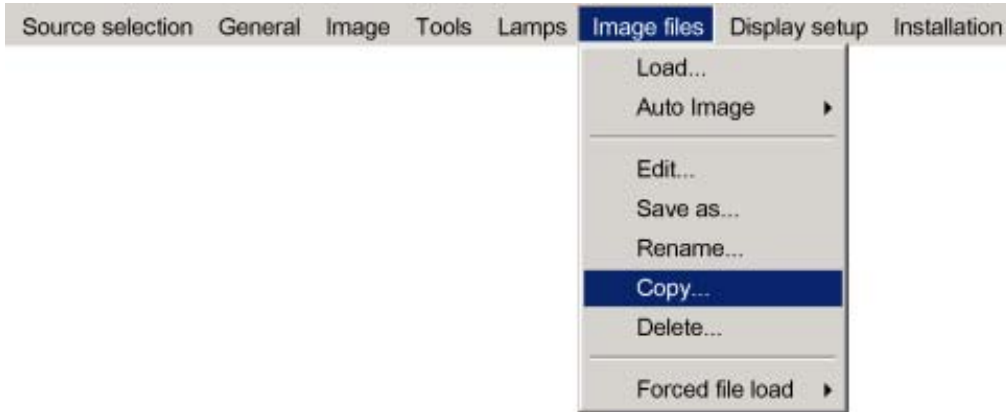 Source selection General Image Tools Lamps Image files Display setup Installation
Load...
Auto Image
Edit...
Save as...
Rename...
Copy...
Delete...
Forced file load